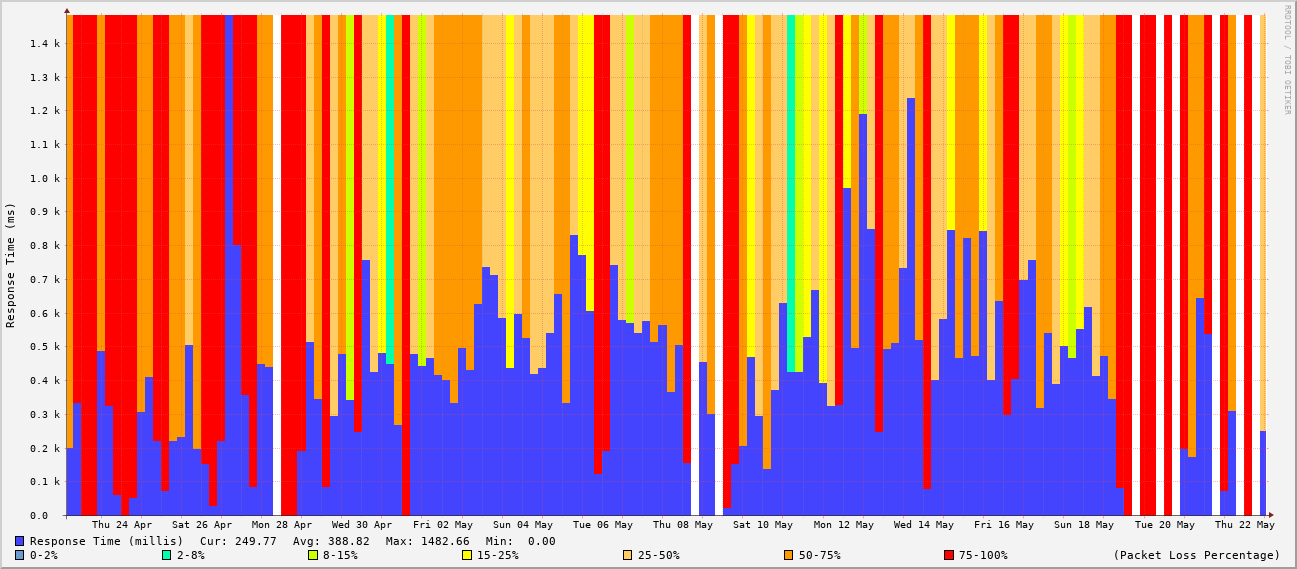 1.4 k
1.3 k
1.2 k
1.1 k
1.0 k
0.9 k
0.8 k
0.7 k
0.6 k
0.5 k
0.4 k
0.3 k
0.2 k
0.1 k
0.0
Response Time (ms)
RRDTOOL / TOBI OETIKER
Thu 24 Apr Sat 26 Apr Mon 28 Apr Wed 30 Apr Fri 02 May Sun 04 May Tue 06 May Thu 08 May Sat 10 May Mon 12 May Wed 14 May Fri 16 May Sun 18 May Tue 20 May Thu 22 May
Response Time (millis) Cur: 249.77 Avg: 388.82 Max: 1482.66 Min: 0.00
0-2% 2-8% 8-15% 15-25% 25-50% 50-75% 75-100% (Packet Loss Percentage)